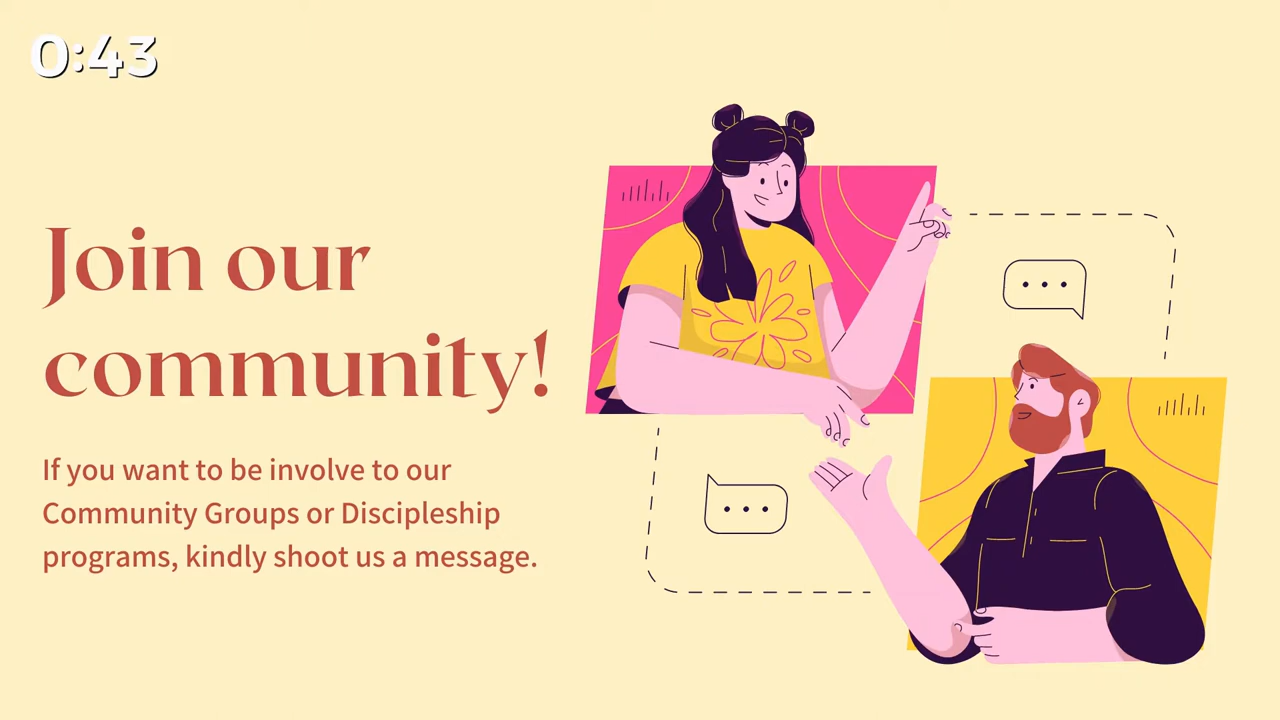 0:43
Join our
community!
If you want to be involve to our
Community Groups or Discipleship
programs, kindly shoot us a message.